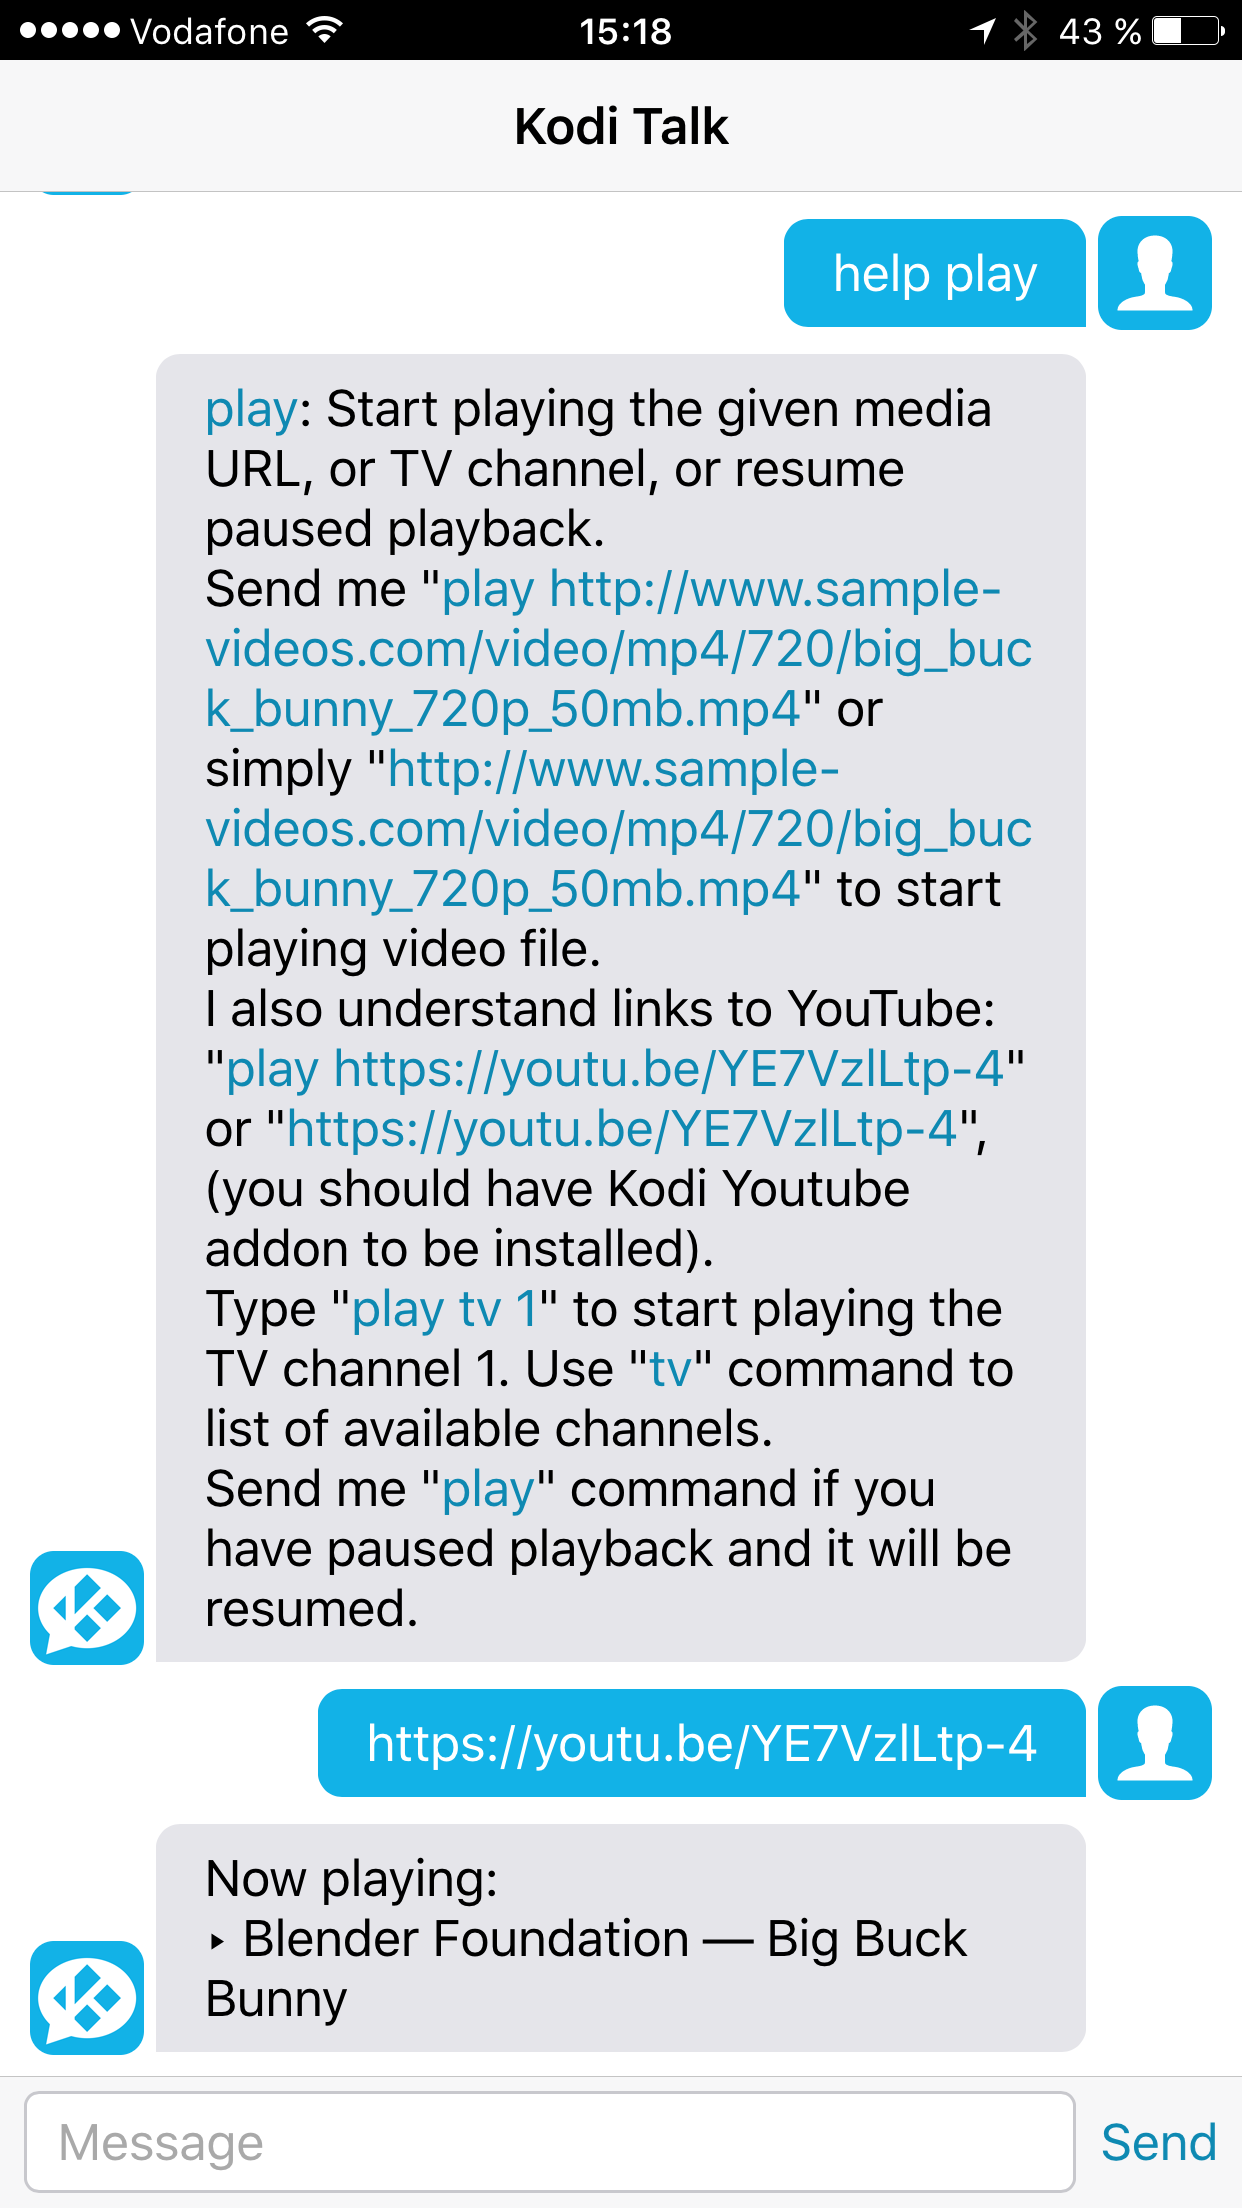 Vodafone 15:18 43 %
Kodi Talk
help play
play: Start playing the given media
URL, or TV channel, or resume
paused playback.
Send me "play http://www.sample-
videos.com/video/mp4/720/big_buc
k_bunny_720p_50mb.mp4" or
simply "http://www.sample-
videos.com/video/mp4/720/big_buc
k_bunny_720p_50mb.mp4" to start
playing video file.
I also understand links to YouTube:
"play https://youtu.be/YE7VzlLtp-4"
or "https://youtu.be/YE7VzlLtp-4",
(you should have Kodi Youtube
addon to be installed).
Type "play tv 1" to start playing the
TV channel 1. Use "tv" command to
list of available channels.
Send me "play" command if you
have paused playback and it will be
resumed.
https://youtu.be/YE7VzlLtp-4
Now playing:
‣ Blender Foundation — Big Buck
Bunny
Message Send